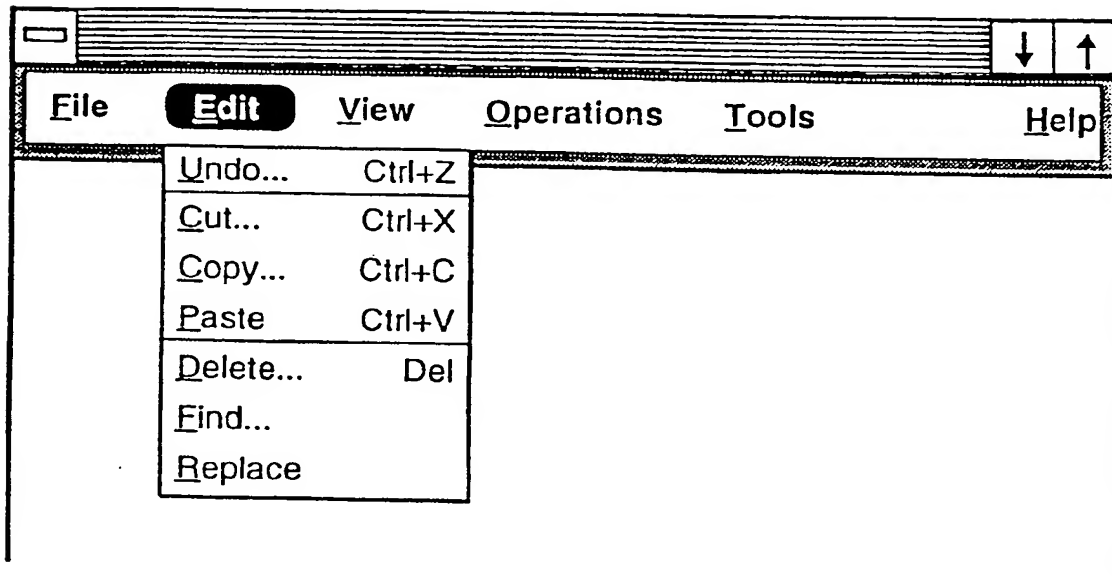 File Edit View Operations Tools Help
Undo... Ctrl+Z
Cut... Ctrl+X
Copy... Ctrl+C
Paste Ctrl+V
Delete... Del
Find...
Replace